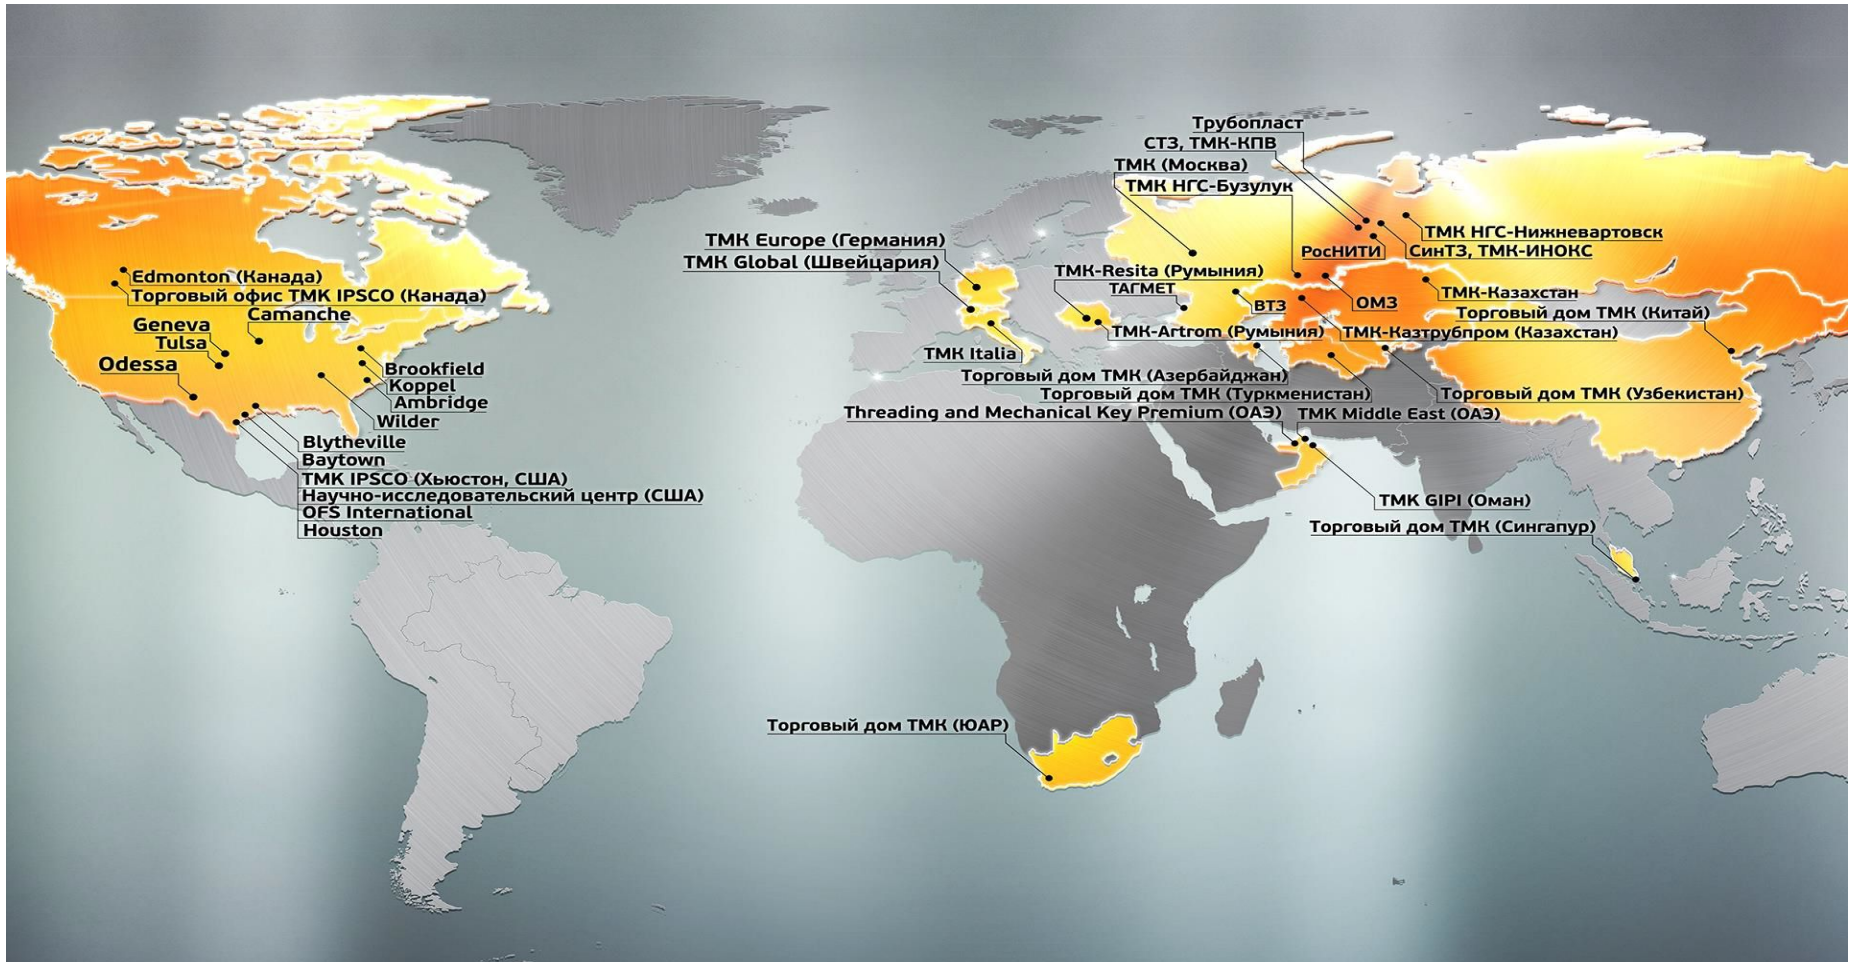 Трубопласт
СТЗ, ТМК-КПВ
ТМК (Москва)
ТМК НГС-Бузулук
ТМК НГС-Нижневартовск
РосНИТИ
СинТЗ, ТМК-ИНОКС
ТМК Europe (Германия)
ТМК Global (Швейцария)
ТМК-Resita (Румыния)
ТАГМЕТ
ВТЗ
ОМЗ
ТМК-Казахстан
Торговый дом ТМК (Китай)
ТМК-Artrom (Румыния)
ТМК-Казтрубпром (Казахстан)
ТМК Italia
Торговый дом ТМК (Азербайджан)
Торговый дом ТМК (Туркменистан)
Торговый дом ТМК (Узбекистан)
Threading and Mechanical Key Premium (ОАЭ)
ТМК Middle East (ОАЭ)
ТМК GIPI (Оман)
Торговый дом ТМК (Сингапур)
Торговый дом ТМК (ЮАР)
Edmonton (Канада)
Торговый офис ТМК IPSCO (Канада)
Camanche
Geneva
Tulsa
Odessa
Brookfield
Koppel
Ambridge
Wilder
Blytheville
Baytown
ТМК IPSCO (Хьюстон, США)
Научно-исследовательский центр (США)
OFS International
Houston